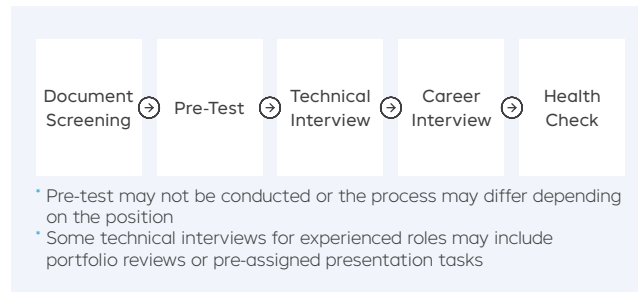 Document
Screening
Pre-Test
Technical
Interview
Career
Interview
Health
Check
* Pre-test may not be conducted or the process may differ depending
on the position
* Some technical interviews for experienced roles may include
portfolio reviews or pre-assigned presentation tasks